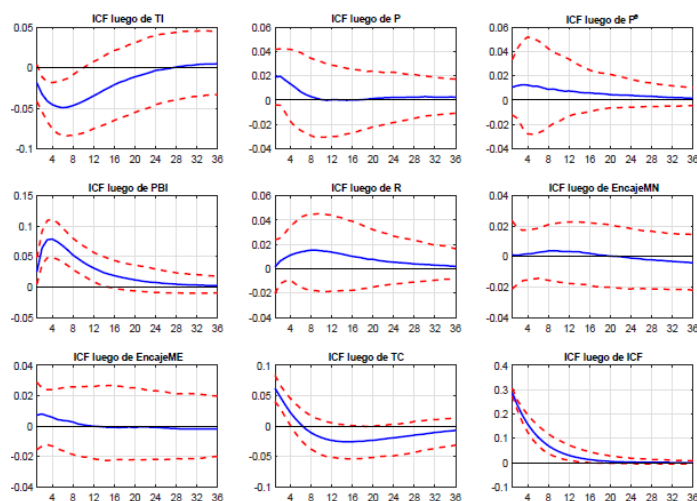 ICF luego de TI
0.05
0
-0.05
-0.1
4 8 12 16 20 24 28 32 36
ICF luego de P
0.06
0.04
0.02
0
-0.02
-0.04
4 8 12 16 20 24 28 32 36
ICF luego de P*
0.06
0.04
0.02
0
-0.02
-0.04
4 8 12 16 20 24 28 32 36
ICF luego de PBI
0.15
0.1
0.05
0
-0.05
4 8 12 16 20 24 28 32 36
ICF luego de R
0.06
0.04
0.02
0
-0.02
-0.04
4 8 12 16 20 24 28 32 36
ICF luego de EncajeMN
0.04
0.02
0
-0.02
-0.04
4 8 12 16 20 24 28 32 36
ICF luego de EncajeME
0.04
0.02
0
-0.02
-0.04
4 8 12 16 20 24 28 32 36
ICF luego de TC
0.1
0.05
0
-0.05
-0.1
4 8 12 16 20 24 28 32 36
ICF luego de ICF
0.4
0.3
0.2
0.1
0
-0.1
4 8 12 16 20 24 28 32 36